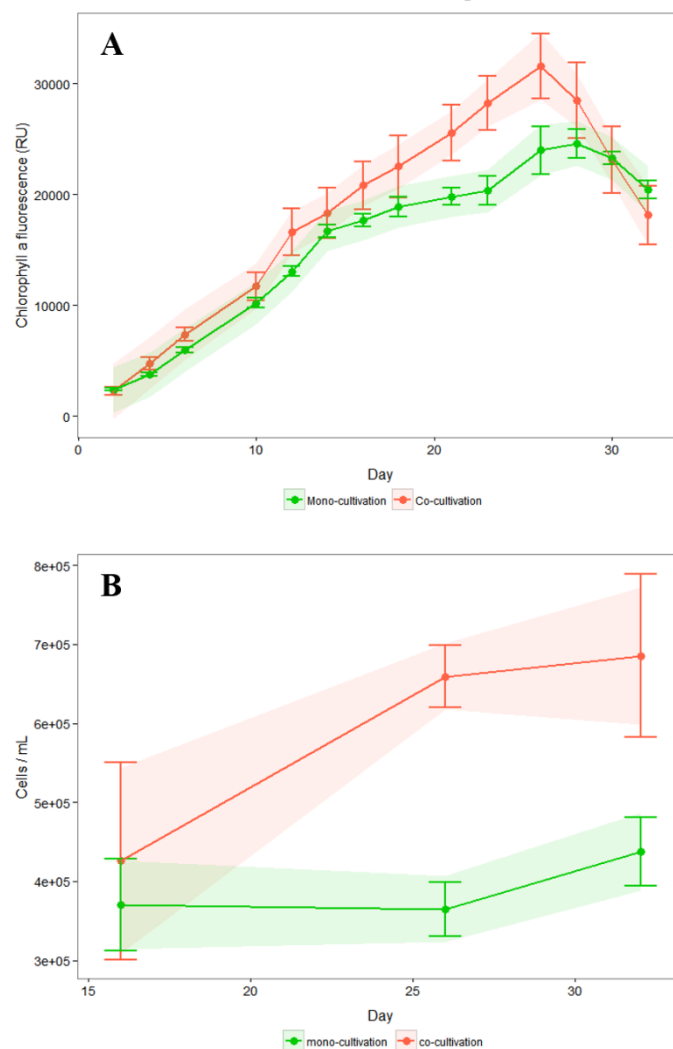 A
Chlorophyll a fluorescence (RU)
30000
20000
10000
0
0 10 20 30
Day
Mono-cultivation Co-cultivation
B
Cells / mL
8e+05
7e+05
6e+05
5e+05
4e+05
3e+05
15 20 25 30
Day
mono-cultivation co-cultivation